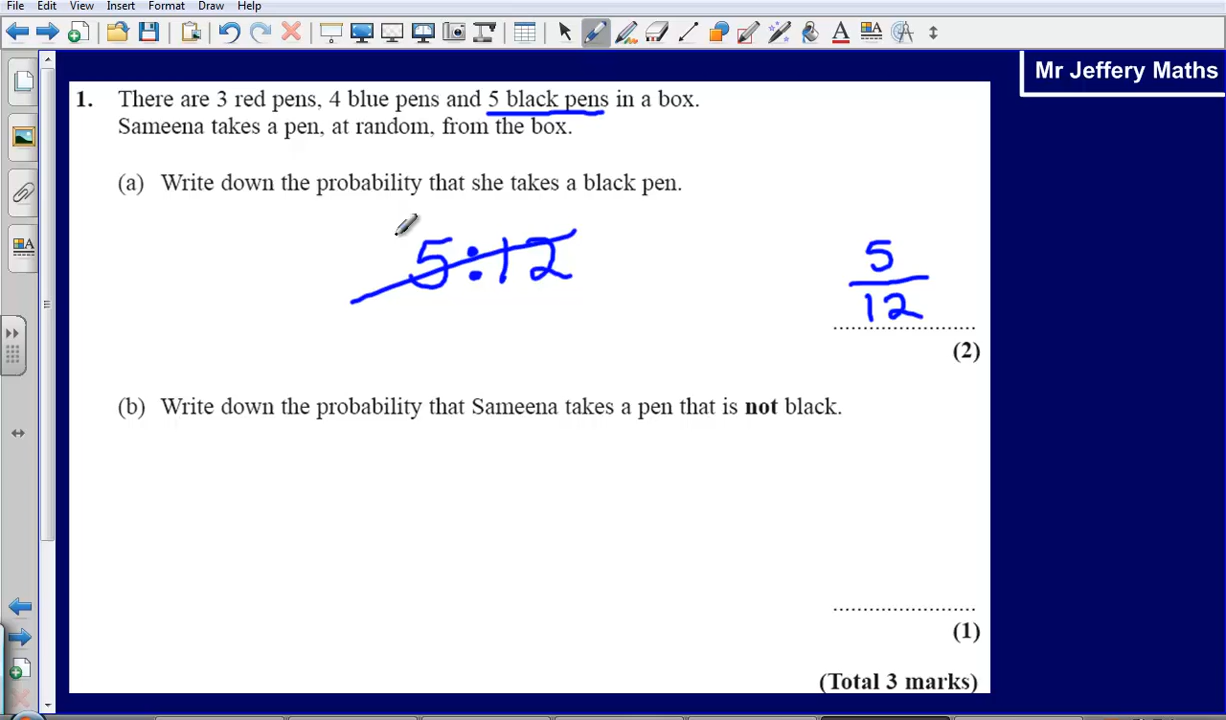 File Edit View Insert Format Draw Help
Mr Jeffery Maths
1. There are 3 red pens, 4 blue pens and 5 black pens in a box.
Sameena takes a pen, at random, from the box.
(a) Write down the probability that she takes a black pen.
5:12
5
12
........................
(2)
(b) Write down the probability that Sameena takes a pen that is not black.
........................
(1)
(Total 3 marks)